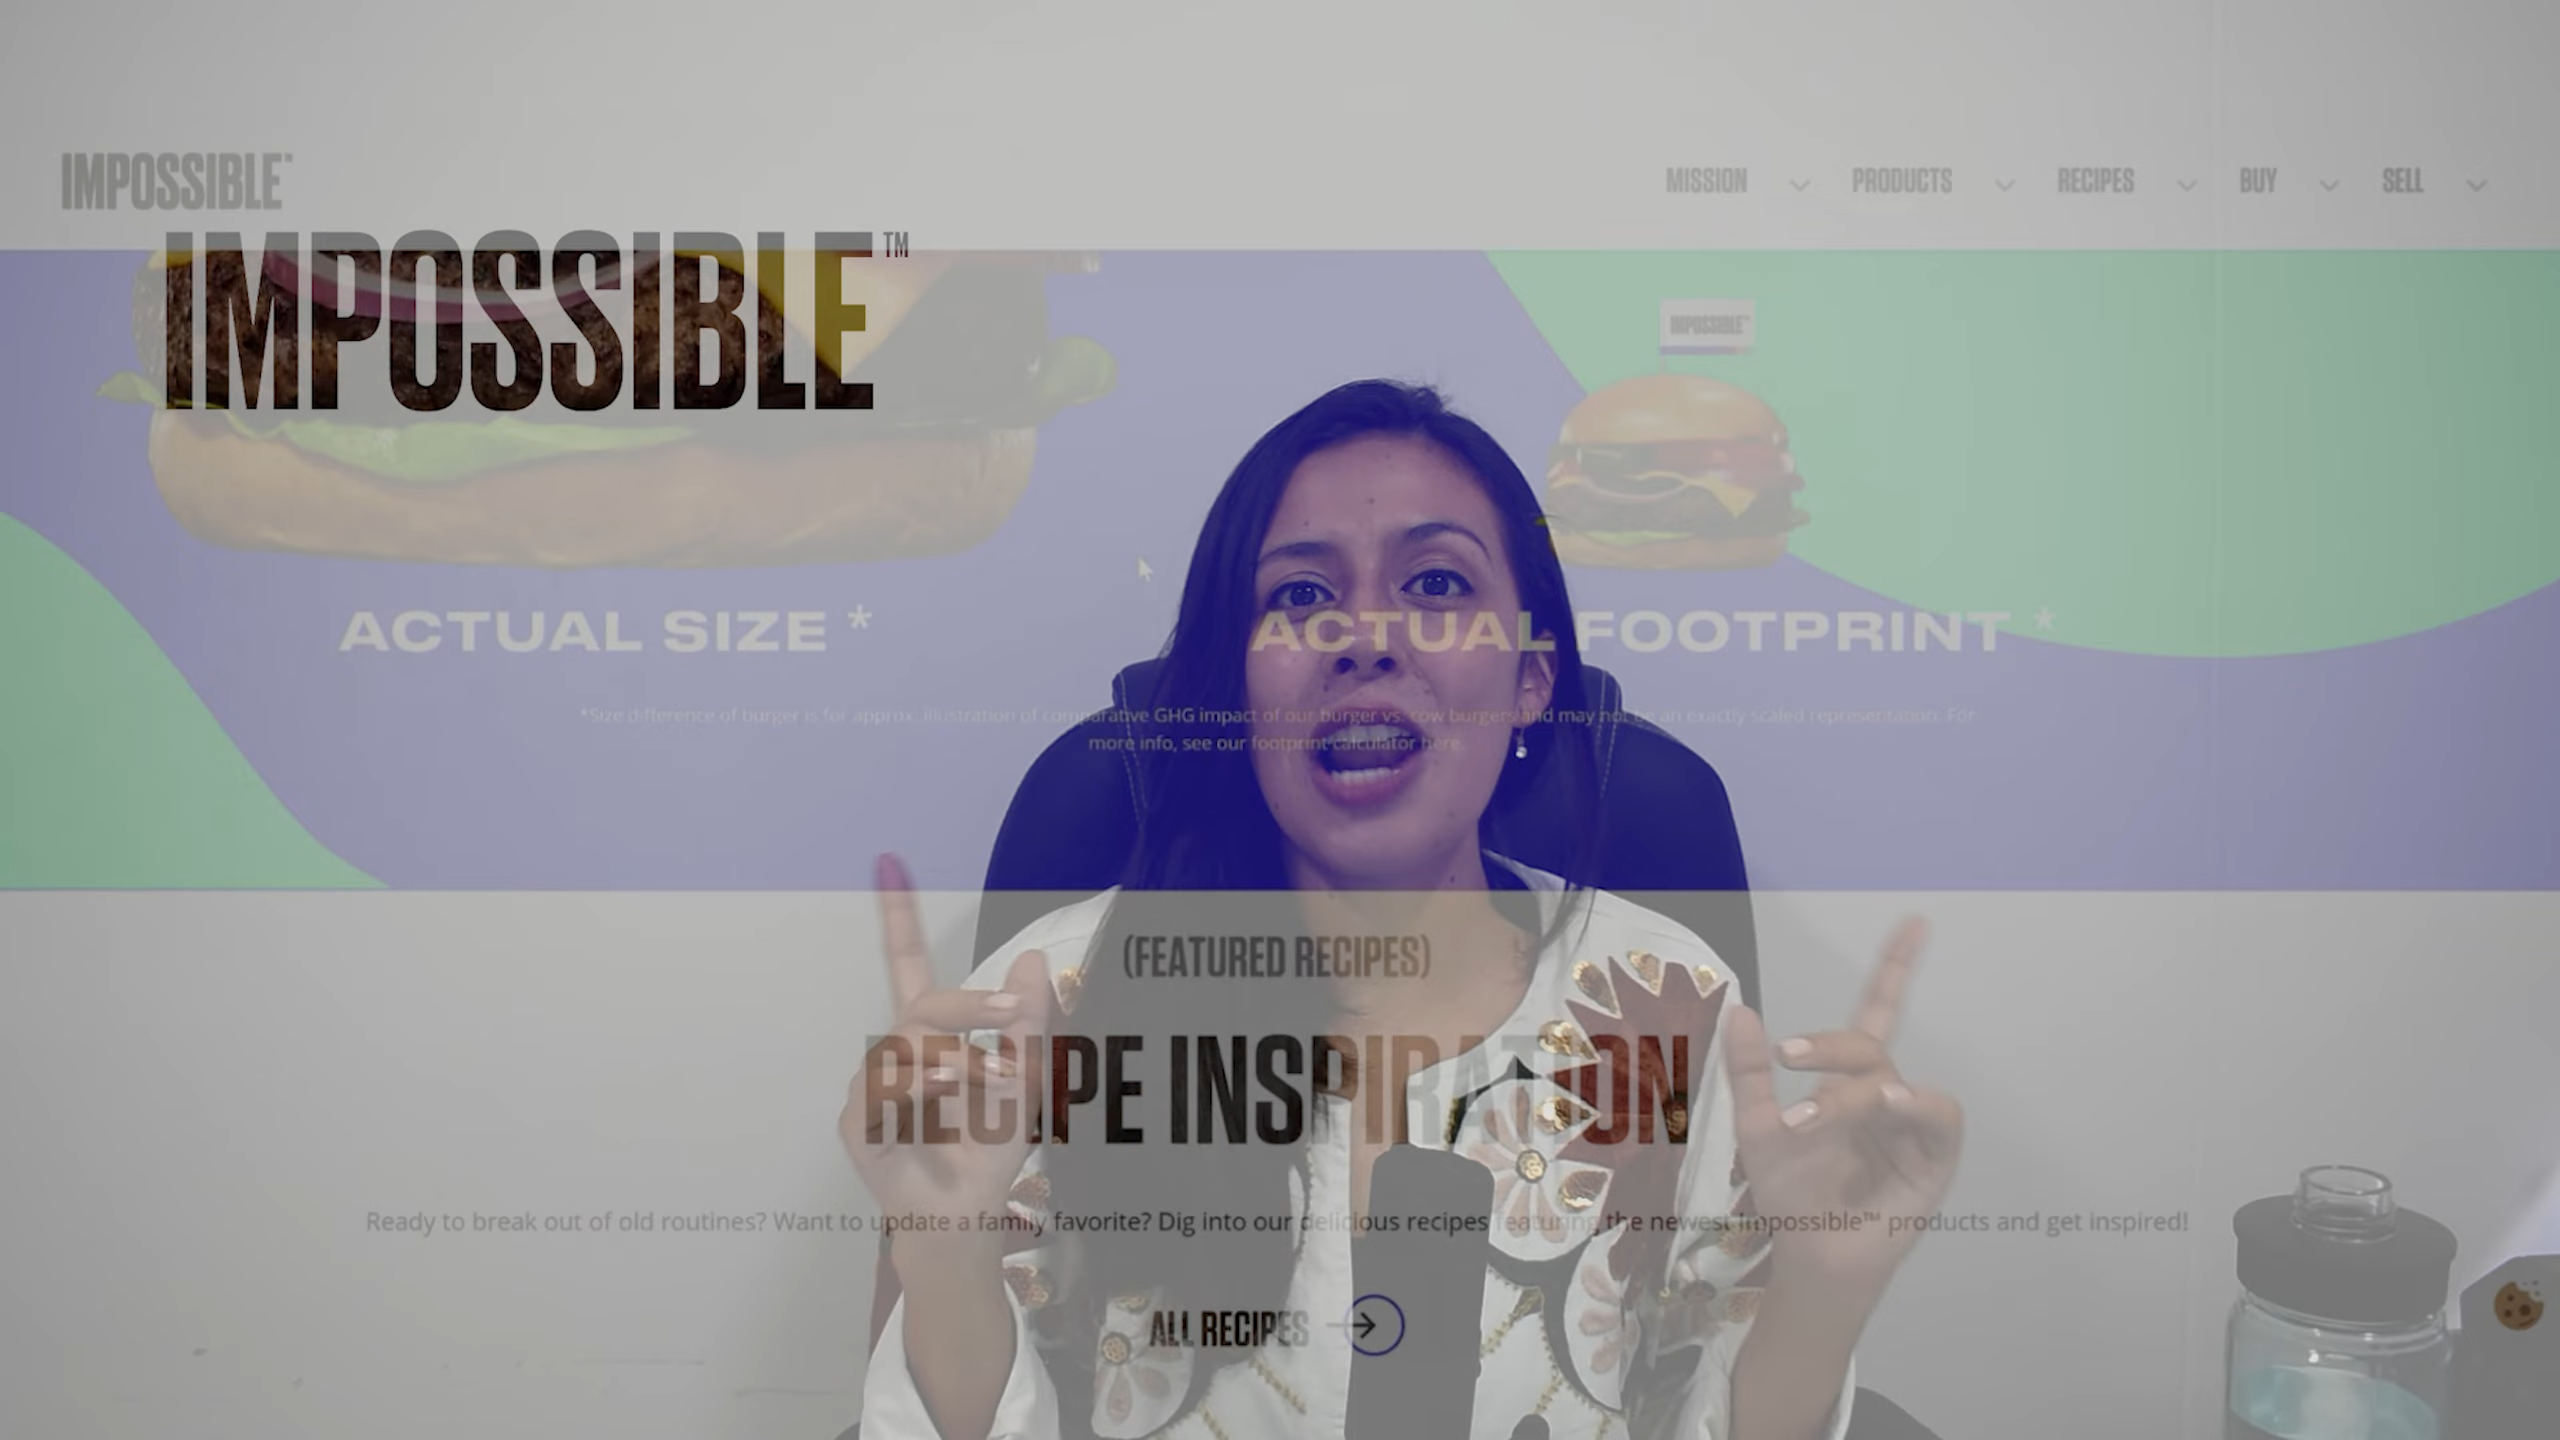 IMPOSSIBLE™
MISSION PRODUCTS RECIPES BUY SELL
IMPOSSIBLE™
IMPOSSIBLE™
ACTUAL SIZE *
ACTUAL FOOTPRINT *
*Size difference of burger is for approx. illustration of comparative GHG impact of our burger vs. cow burgers and may not be an exactly scaled representation. For
more info, see our footprint calculator here.
(FEATURED RECIPES)
RECIPE INSPIRATION
Ready to break out of old routines? Want to update a family favorite? Dig into our delicious recipes featuring the newest Impossible™ products and get inspired!
ALL RECIPES